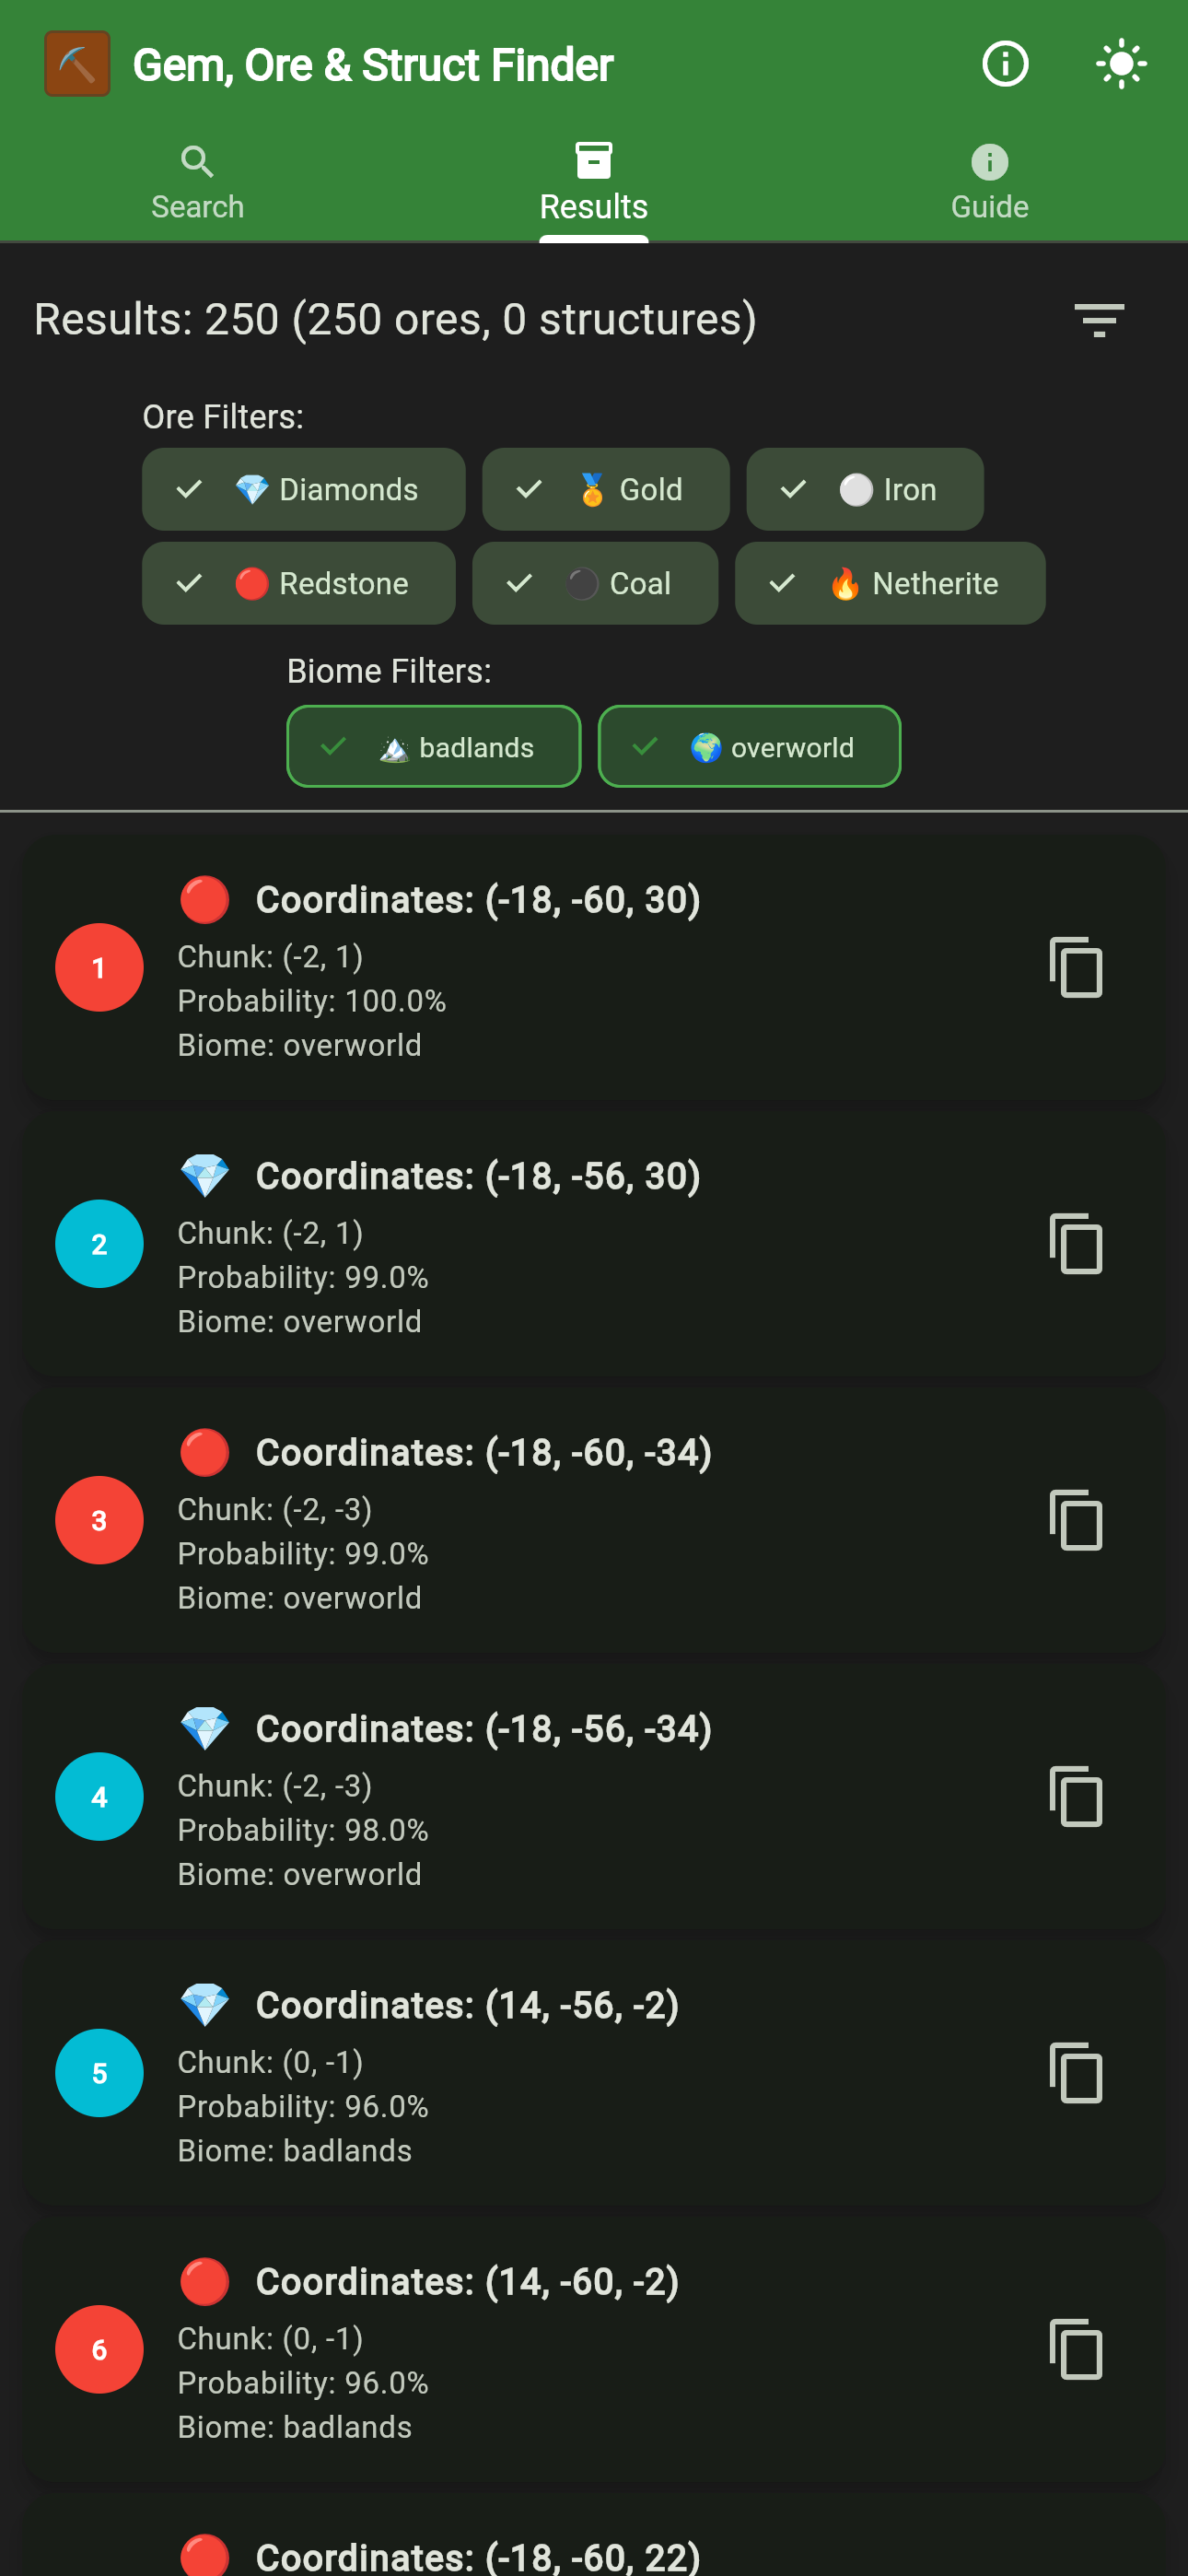 Gem, Ore & Struct Finder
Search
Results
Guide
Results: 250 (250 ores, 0 structures)
Ore Filters:
Diamonds
Gold
Iron
Redstone
Coal
Netherite
Biome Filters:
badlands
overworld
1
Coordinates: (-18, -60, 30)
Chunk: (-2, 1)
Probability: 100.0%
Biome: overworld
2
Coordinates: (-18, -56, 30)
Chunk: (-2, 1)
Probability: 99.0%
Biome: overworld
3
Coordinates: (-18, -60, -34)
Chunk: (-2, -3)
Probability: 99.0%
Biome: overworld
4
Coordinates: (-18, -56, -34)
Chunk: (-2, -3)
Probability: 98.0%
Biome: overworld
5
Coordinates: (14, -56, -2)
Chunk: (0, -1)
Probability: 96.0%
Biome: badlands
6
Coordinates: (14, -60, -2)
Chunk: (0, -1)
Probability: 96.0%
Biome: badlands
Coordinates: (-18, -60, 22)